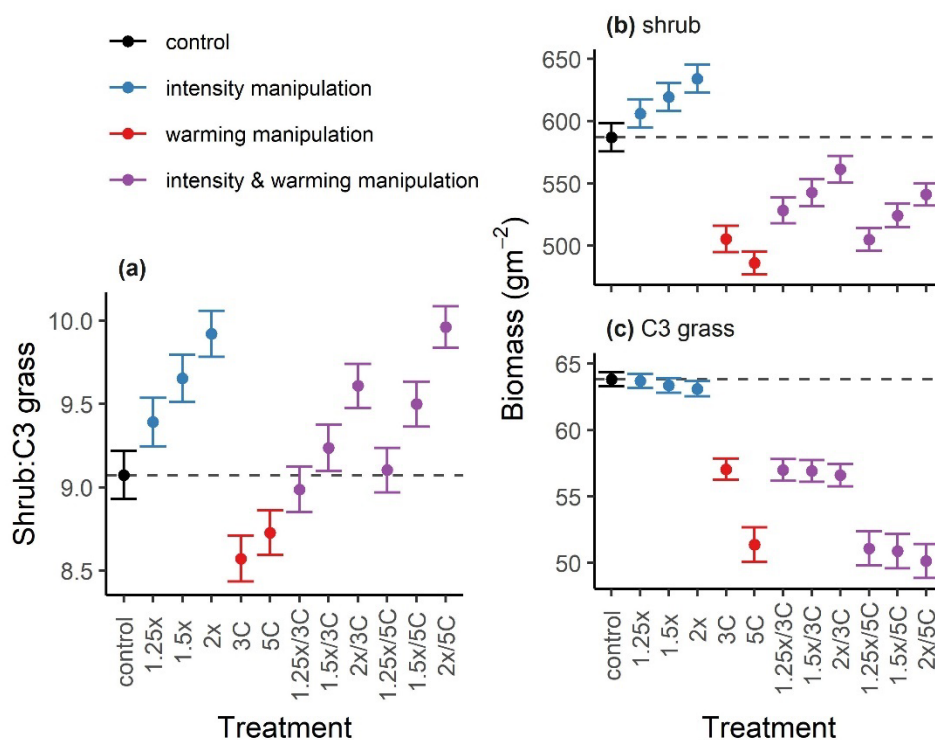 control
intensity manipulation
warming manipulation
intensity & warming manipulation
(a)
Shrub:C3 grass
10.0
9.5
9.0
8.5
control
1.25x
1.5x
2x
3C
5C
1.25x/3C
1.5x/3C
2x/3C
1.25x/5C
1.5x/5C
2x/5C
Treatment
(b) shrub
Biomass (gm⁻²)
650
600
550
500
(c) C3 grass
65
60
55
50
control
1.25x
1.5x
2x
3C
5C
1.25x/3C
1.5x/3C
2x/3C
1.25x/5C
1.5x/5C
2x/5C
Treatment